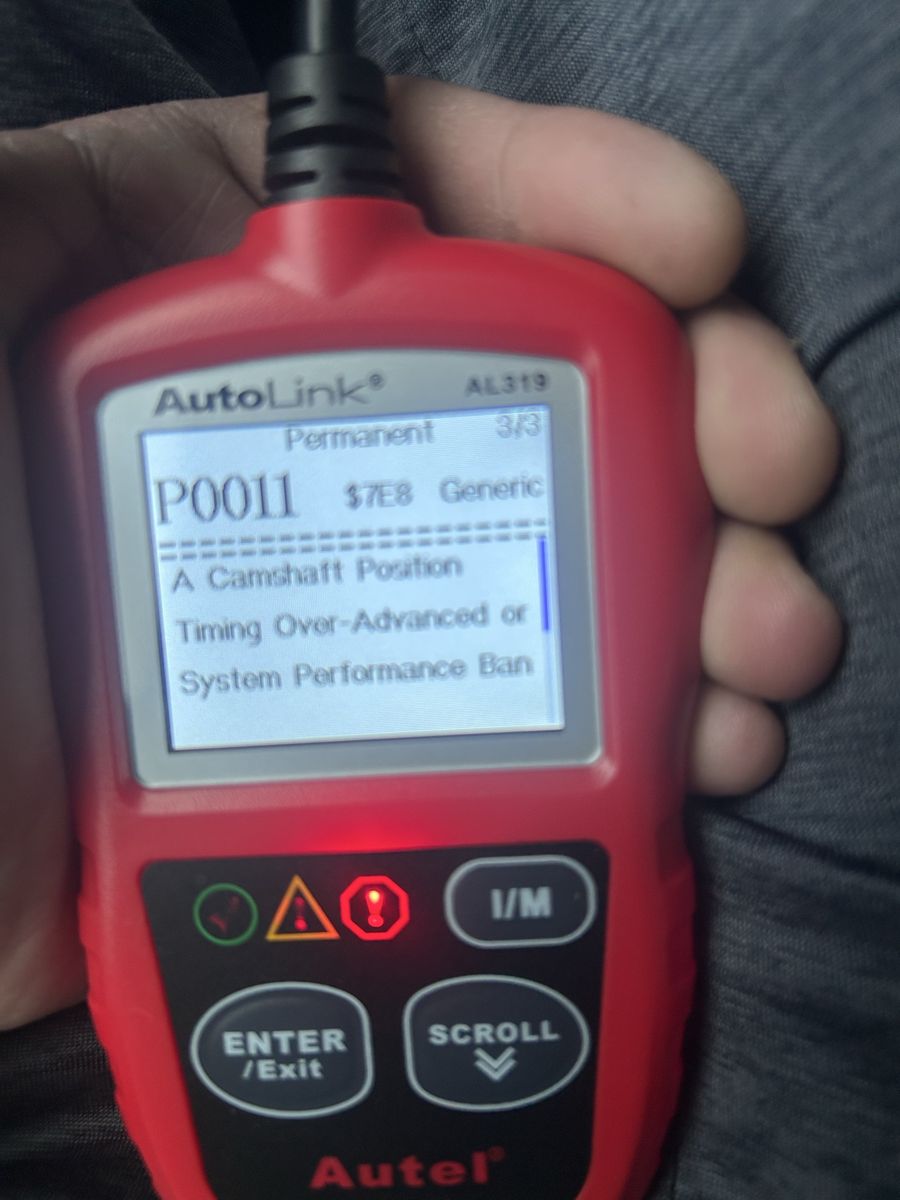 AutoLink® AL319
Permanent 3/3
P0011 $7E8 Generic
==================
A Camshaft Position
Timing Over-Advanced or
System Performance Ban
I/M
ENTER
/Exit
SCROLL
Autel®